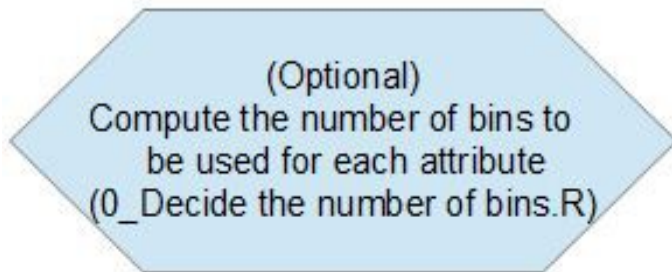 (Optional)
Compute the number of bins to
be used for each attribute
(0_Decide the number of bins.R)